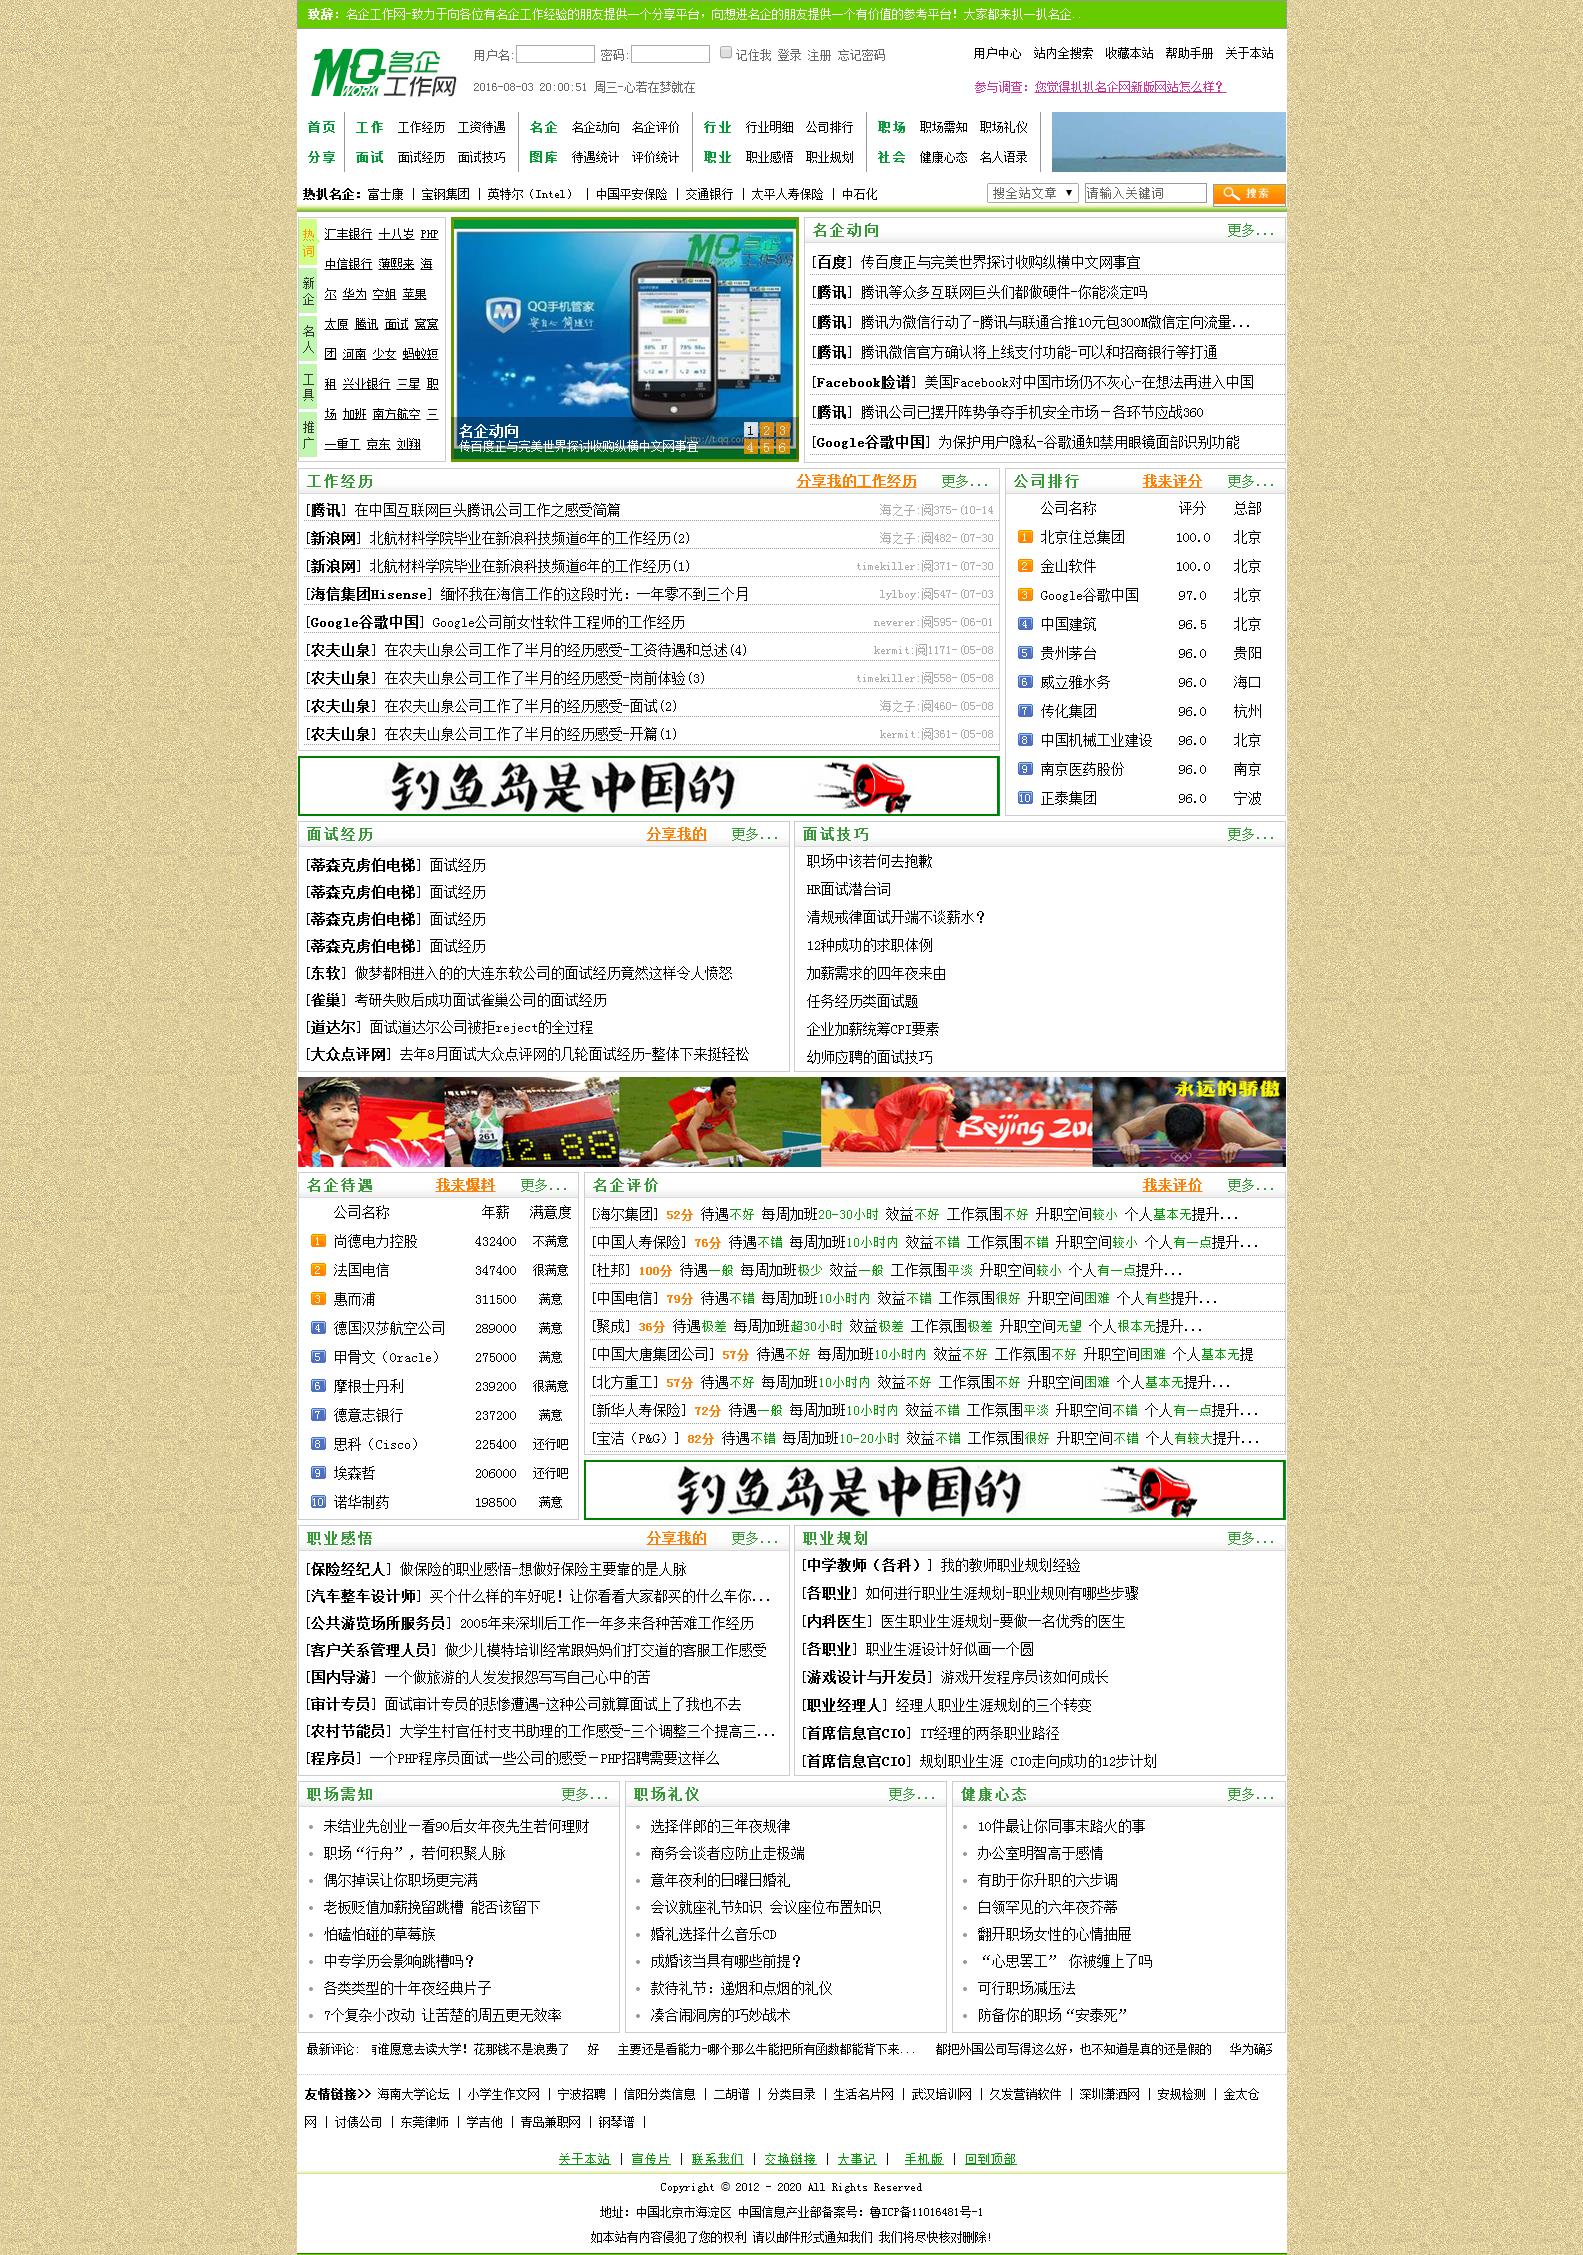 致辞：名企工作网-致力于向各位有名企工作经验的朋友提供一个分享平台，向想进名企的朋友提供一个有价值的参考平台！大家都来扒一扒名企.
MQ WORK 名企工作网
用户名: 密码: 记住我 登录 注册 忘记密码
用户中心 站内全搜索 收藏本站 帮助手册 关于本站
2016-08-03 20:00:51 周三-心若在梦就在
参与调查：您觉得扒扒名企网新版网站怎么样？
首页 工作 工作经历 工资待遇 名企 名企动向 名企评价 行业 行业明细 公司排行 职场 职场需知 职场礼仪
分享 面试 面试经历 面试技巧 图库 待遇统计 评价统计 职业 职业感悟 职业规划 社会 健康心态 名人语录
热扒名企：富士康 | 宝钢集团 | 英特尔（Intel） | 中国平安保险 | 交通银行 | 太平人寿保险 | 中石化
搜全站文章 请输入关键词 搜索
热词
新企
名人
工具
推广
汇丰银行 十八岁 PHP
中信银行 薄熙来 海
尔 华为 空姐 苹果
太原 腾讯 面试 窝窝
团 河南 少女 蚂蚁短
租 兴业银行 三星 职
场 加班 南方航空 三
一重工 京东 刘翔
MQ 名企工作网
QQ手机管家
安自心 简随行
名企动向
传百度正与完美世界探讨收购纵横中文网事宜
1 2 3
4 5 6
名企动向 更多...
[百度] 传百度正与完美世界探讨收购纵横中文网事宜
[腾讯] 腾讯等众多互联网巨头们都做硬件-你能淡定吗
[腾讯] 腾讯为微信行动了-腾讯与联通合推10元包300M微信定向流量...
[腾讯] 腾讯微信官方确认将上线支付功能-可以和招商银行等打通
[Facebook脸谱] 美国Facebook对中国市场仍不灰心-在想法再进入中国
[腾讯] 腾讯公司已摆开阵势争夺手机安全市场－各环节应战360
[Google谷歌中国] 为保护用户隐私-谷歌通知禁用眼镜面部识别功能
工作经历 分享我的工作经历 更多...
[腾讯] 在中国互联网巨头腾讯公司工作之感受简篇 海之子:阅375-(10-14
[新浪网] 北航材料学院毕业在新浪科技频道6年的工作经历(2) 海之子:阅482-(07-30
[新浪网] 北航材料学院毕业在新浪科技频道6年的工作经历(1) timekiller:阅371-(07-30
[海信集团Hisense] 缅怀我在海信工作的这段时光：一年零不到三个月 lylboy:阅547-(07-03
[Google谷歌中国] Google公司前女性软件工程师的工作经历 neverer:阅595-(06-01
[农夫山泉] 在农夫山泉公司工作了半月的经历感受-工资待遇和总述(4) kermit:阅1171-(05-08
[农夫山泉] 在农夫山泉公司工作了半月的经历感受-岗前体验(3) timekiller:阅558-(05-08
[农夫山泉] 在农夫山泉公司工作了半月的经历感受-面试(2) 海之子:阅460-(05-08
[农夫山泉] 在农夫山泉公司工作了半月的经历感受-开篇(1) kermit:阅361-(05-08
钓鱼岛是中国的
公司排行 我来评分 更多...
公司名称 评分 总部
1 北京住总集团 100.0 北京
2 金山软件 100.0 北京
3 Google谷歌中国 97.0 北京
4 中国建筑 96.5 北京
5 贵州茅台 96.0 贵阳
6 威立雅水务 96.0 海口
7 传化集团 96.0 杭州
8 中国机械工业建设 96.0 北京
9 南京医药股份 96.0 南京
10 正泰集团 96.0 宁波
面试经历 分享我的 更多...
[蒂森克虏伯电梯] 面试经历
[蒂森克虏伯电梯] 面试经历
[蒂森克虏伯电梯] 面试经历
[蒂森克虏伯电梯] 面试经历
[东软] 做梦都相进入的的大连东软公司的面试经历竟然这样令人愤怒
[雀巢] 考研失败后成功面试雀巢公司的面试经历
[道达尔] 面试道达尔公司被拒reject的全过程
[大众点评网] 去年8月面试大众点评网的几轮面试经历-整体下来挺轻松
面试技巧 更多...
职场中该若何去抱歉
HR面试潜台词
清规戒律面试开端不谈薪水？
12种成功的求职体例
加薪需求的四年夜来由
任务经历类面试题
企业加薪统筹CPI要素
幼师应聘的面试技巧
261
12.88
Beijing 200
永远的骄傲
名企待遇 我来爆料 更多...
公司名称 年薪 满意度
1 尚德电力控股 432400 不满意
2 法国电信 347400 很满意
3 惠而浦 311500 满意
4 德国汉莎航空公司 289000 满意
5 甲骨文（Oracle） 275000 满意
6 摩根士丹利 239200 很满意
7 德意志银行 237200 满意
8 思科（Cisco） 225400 还行吧
9 埃森哲 206000 还行吧
10 诺华制药 198500 满意
名企评价 我来评价 更多...
[海尔集团] 52分 待遇不好 每周加班20-30小时 效益不好 工作氛围不好 升职空间较小 个人基本无提升...
[中国人寿保险] 76分 待遇不错 每周加班10小时内 效益不错 工作氛围不错 升职空间较小 个人有一点提升...
[杜邦] 100分 待遇一般 每周加班极少 效益一般 工作氛围平淡 升职空间较小 个人有一点提升...
[中国电信] 79分 待遇不错 每周加班10小时内 效益不错 工作氛围很好 升职空间困难 个人有些提升...
[聚成] 36分 待遇极差 每周加班超30小时 效益极差 工作氛围极差 升职空间无望 个人根本无提升...
[中国大唐集团公司] 57分 待遇不好 每周加班10小时内 效益不好 工作氛围不好 升职空间困难 个人基本无提
[北方重工] 57分 待遇不好 每周加班10小时内 效益不好 工作氛围不好 升职空间困难 个人基本无提升...
[新华人寿保险] 72分 待遇一般 每周加班10小时内 效益不错 工作氛围平淡 升职空间不错 个人有一点提升...
[宝洁（P&G）] 82分 待遇不错 每周加班10-20小时 效益不错 工作氛围很好 升职空间不错 个人有较大提升...
钓鱼岛是中国的
职业感悟 分享我的 更多...
[保险经纪人] 做保险的职业感悟-想做好保险主要靠的是人脉
[汽车整车设计师] 买个什么样的车好呢！让你看看大家都买的什么车你...
[公共游览场所服务员] 2005年来深圳后工作一年多来各种苦难工作经历
[客户关系管理人员] 做少儿模特培训经常跟妈妈们打交道的客服工作感受
[国内导游] 一个做旅游的人发发报怨写写自己心中的苦
[审计专员] 面试审计专员的悲惨遭遇-这种公司就算面试上了我也不去
[农村节能员] 大学生村官任村支书助理的工作感受-三个调整三个提高三...
[程序员] 一个PHP程序员面试一些公司的感受－PHP招聘需要这样么
职业规划 更多...
[中学教师（各科）] 我的教师职业规划经验
[各职业] 如何进行职业生涯规划-职业规则有哪些步骤
[内科医生] 医生职业生涯规划-要做一名优秀的医生
[各职业] 职业生涯设计好似画一个圆
[游戏设计与开发员] 游戏开发程序员该如何成长
[职业经理人] 经理人职业生涯规划的三个转变
[首席信息官CIO] IT经理的两条职业路径
[首席信息官CIO] 规划职业生涯 CIO走向成功的12步计划
职场需知 更多...
未结业先创业－看90后女年夜先生若何理财
职场“行舟”，若何积聚人脉
偶尔掉误让你职场更完满
老板贬值加薪挽留跳槽 能否该留下
怕磕怕碰的草莓族
中专学历会影响跳槽吗？
各类类型的十年夜经典片子
7个复杂小改动 让苦楚的周五更无效率
职场礼仪 更多...
选择伴郎的三年夜规律
商务会谈者应防止走极端
意年夜利的日曜日婚礼
会议就座礼节知识 会议座位布置知识
婚礼选择什么音乐CD
成婚该当具有哪些前提？
款待礼节：递烟和点烟的礼仪
凑合闹洞房的巧妙战术
健康心态 更多...
10件最让你同事末路火的事
办公室明智高于感情
有助于你升职的六步调
白领罕见的六年夜芥蒂
翻开职场女性的心情抽屉
“心思罢工” 你被缠上了吗
可行职场减压法
防备你的职场“安泰死”
最新评论: 有谁愿意去读大学！花那钱不是浪费了 好 主要还是看能力-哪个那么牛能把所有函数都能背下来... 都把外国公司写得这么好，也不知道是真的还是假的 华为确实
友情链接>> 海南大学论坛 | 小学生作文网 | 宁波招聘 | 信阳分类信息 | 二胡谱 | 分类目录 | 生活名片网 | 武汉培训网 | 久发营销软件 | 深圳潇洒网 | 安规检测 | 金太仓
网 | 讨债公司 | 东莞律师 | 学吉他 | 青岛兼职网 | 钢琴谱 |
关于本站 | 宣传片 | 联系我们 | 交换链接 | 大事记 | 手机版 | 回到顶部
Copyright © 2012 - 2020 All Rights Reserved
地址：中国北京市海淀区 中国信息产业部备案号：鲁ICP备11016481号-1
如本站有内容侵犯了您的权利 请以邮件形式通知我们 我们将尽快核对删除!